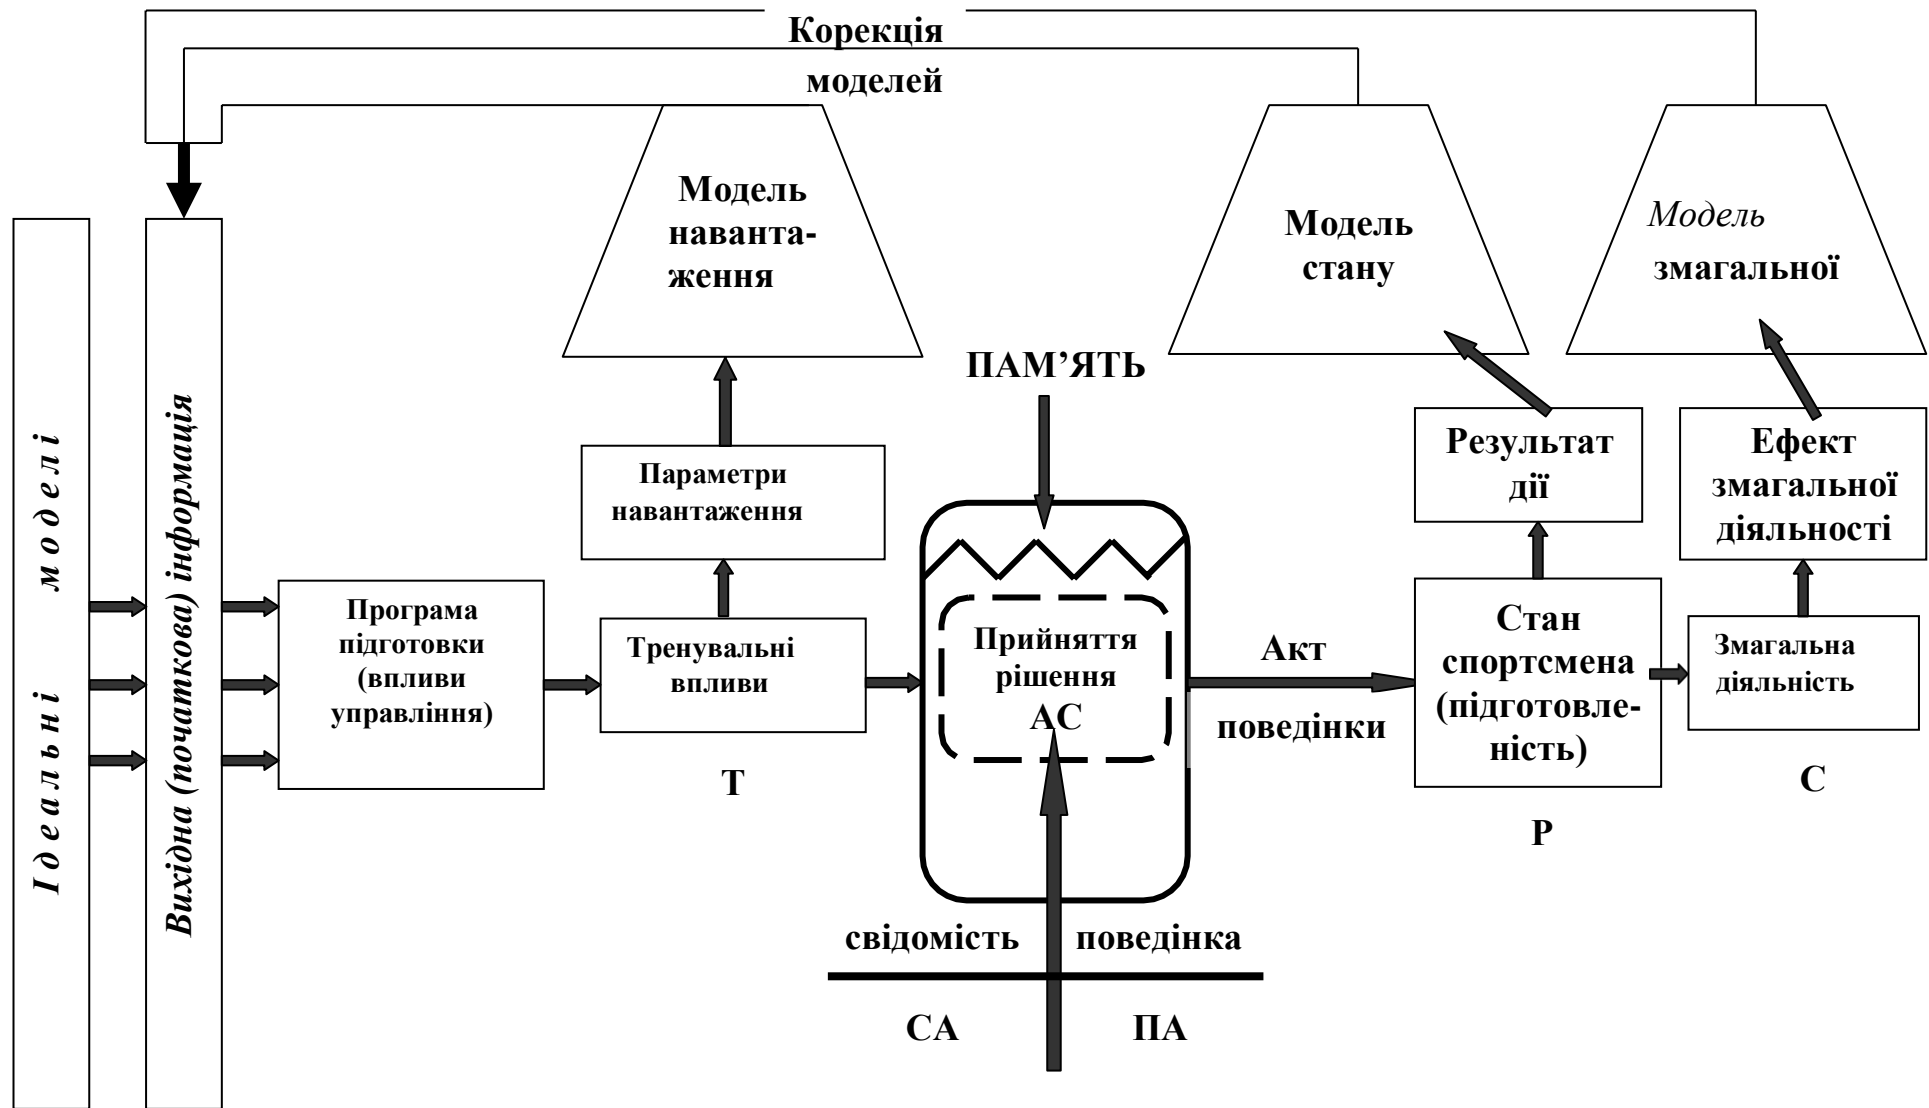 Корекція
моделей
Модель
наванта-
ження
Модель
стану
Модель
змагальної
ПАМ’ЯТЬ
Ідеальні моделі
Вихідна (початкова) інформація
Параметри
навантаження
Результат
дії
Ефект
змагальної
діяльності
Програма
підготовки
(впливи
управління)
Тренувальні
впливи
Прийняття
рішення
АС
Акт
поведінки
Стан
спортсмена
(підготовле-
ність)
Змагальна
діяльність
Т
Р
С
свідомість
поведінка
СА
ПА